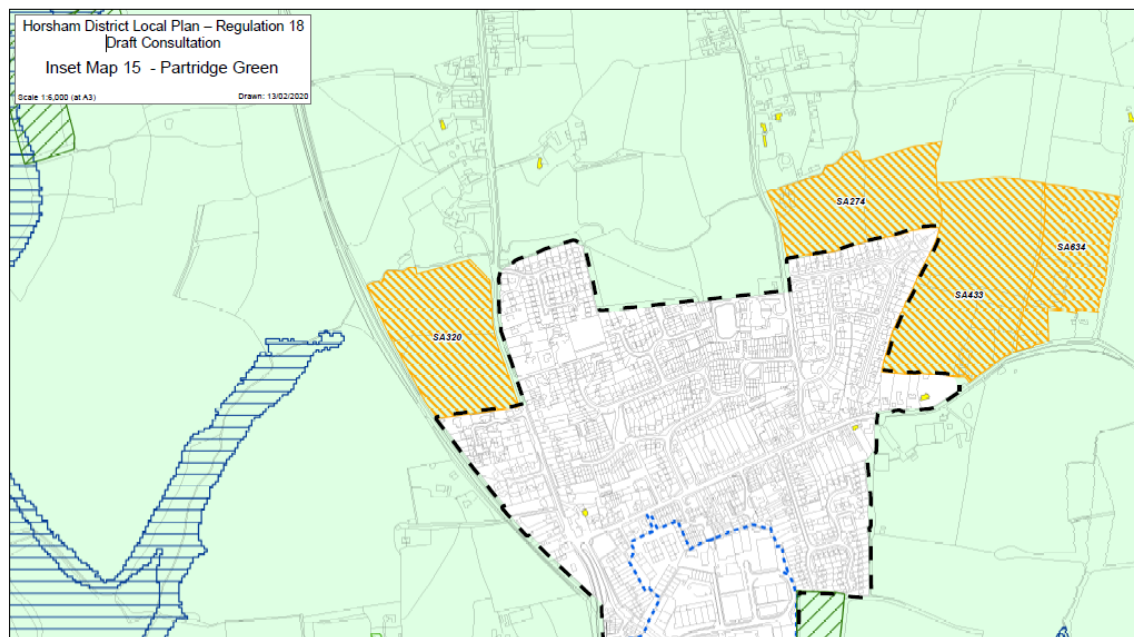 Horsham District Local Plan – Regulation 18
Draft Consultation
Inset Map 15 - Partridge Green
Scale 1:6,000 (at A3) Drawn: 13/02/2020
SA274
SA634
SA433
SA320